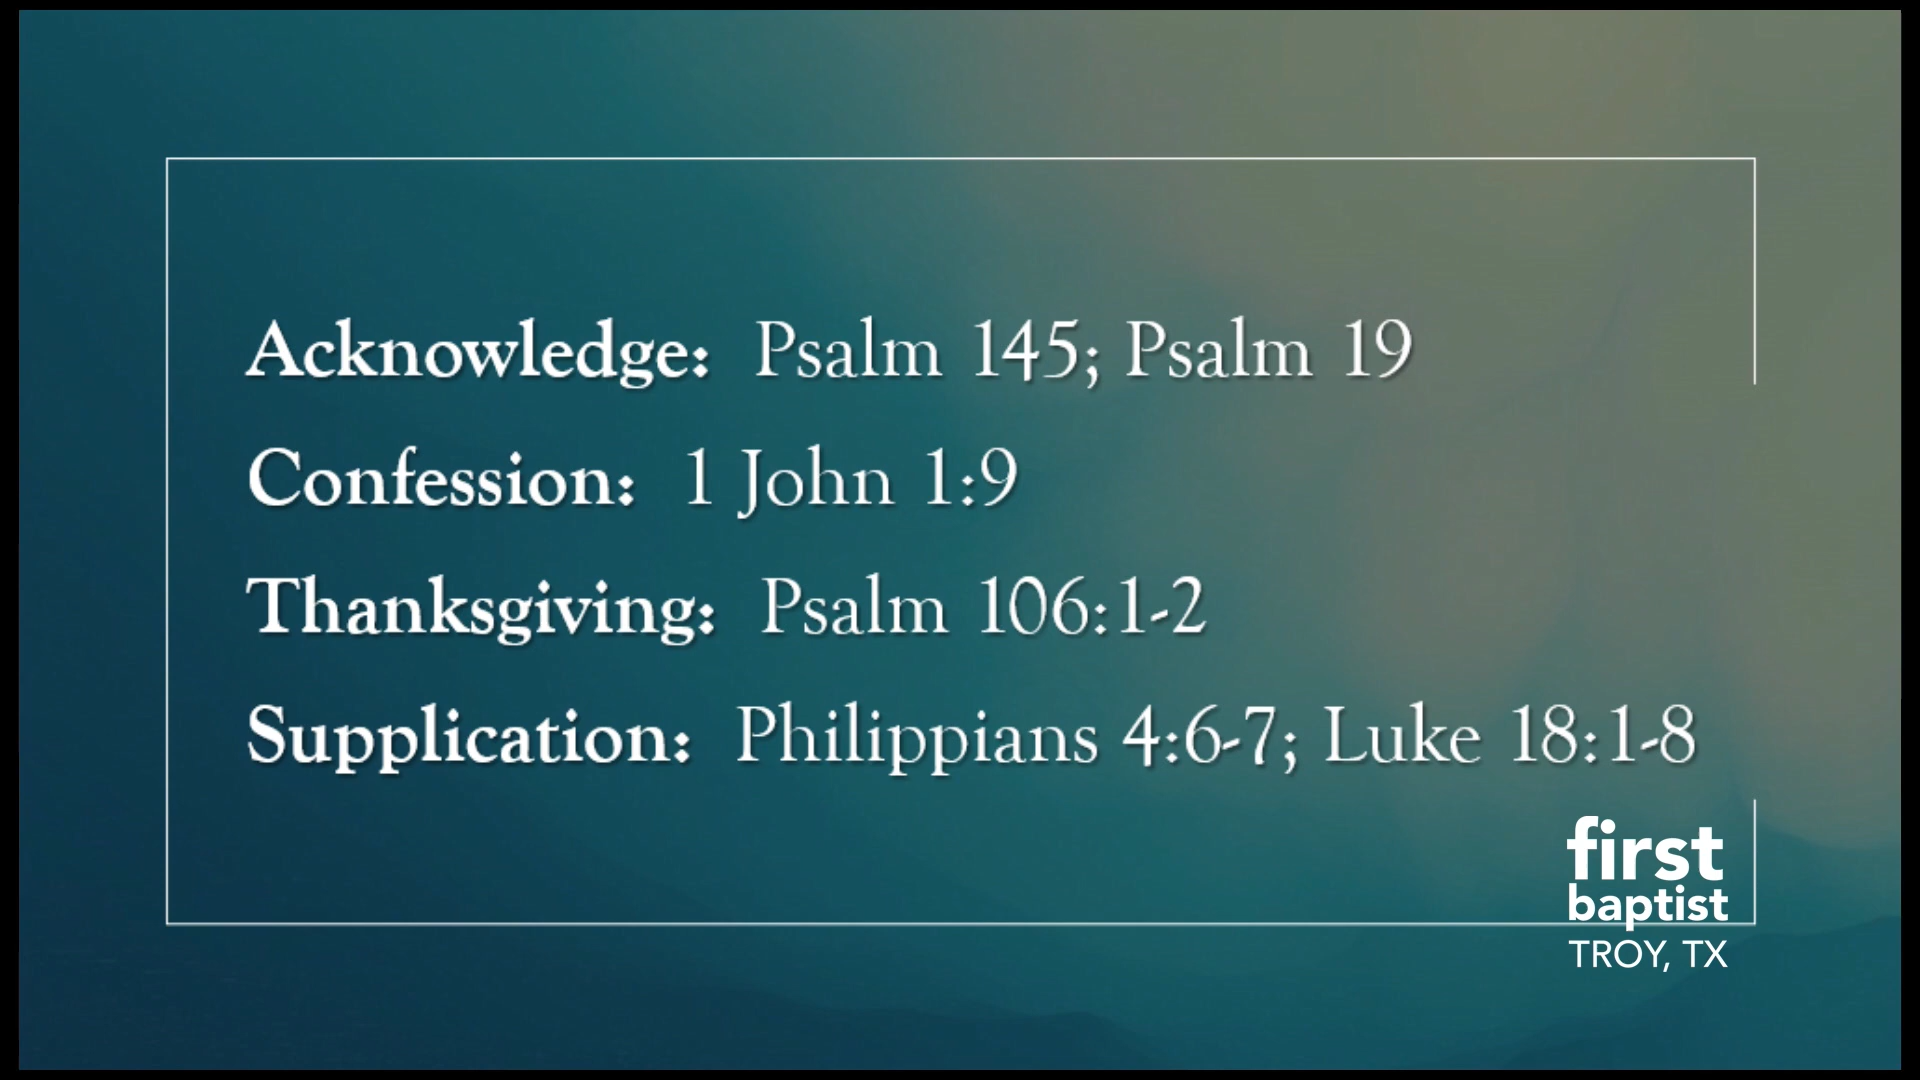 Acknowledge: Psalm 145; Psalm 19
Confession: 1 John 1:9
Thanksgiving: Psalm 106:1-2
Supplication: Philippians 4:6-7; Luke 18:1-8
first
baptist
TROY, TX